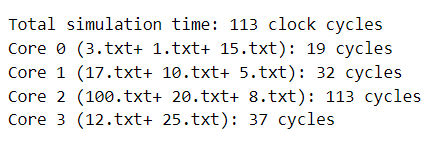 Total simulation time: 113 clock cycles
Core 0 (3.txt+ 1.txt+ 15.txt): 19 cycles
Core 1 (17.txt+ 10.txt+ 5.txt): 32 cycles
Core 2 (100.txt+ 20.txt+ 8.txt): 113 cycles
Core 3 (12.txt+ 25.txt): 37 cycles